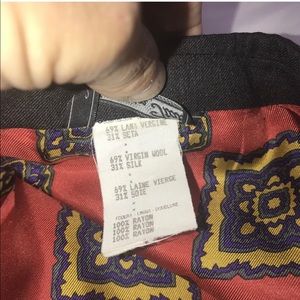 69% LANA VERGINE
31% SETA
69% VIRGIN WOOL
31% SILK
69% LAINE VIERGE
31% SOIE
100% RAYON
100% RAYON
100% RAYON